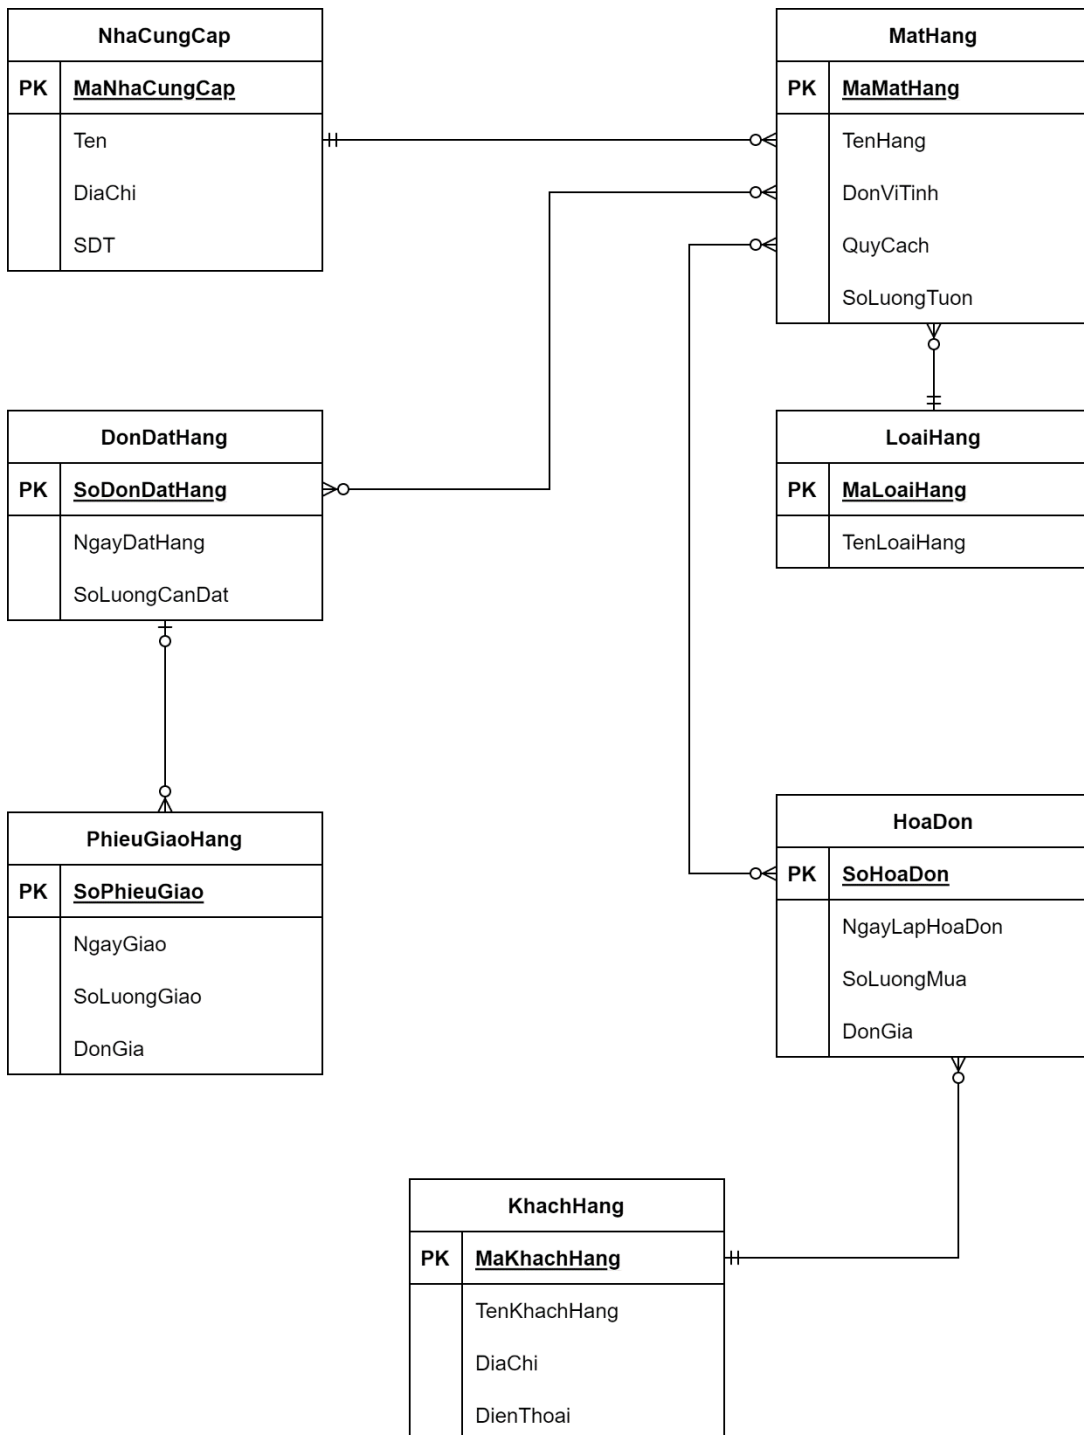 NhaCungCap
PK MaNhaCungCap
Ten
DiaChi
SDT
MatHang
PK MaMatHang
TenHang
DonViTinh
QuyCach
SoLuongTuon
DonDatHang
PK SoDonDatHang
NgayDatHang
SoLuongCanDat
LoaiHang
PK MaLoaiHang
TenLoaiHang
PhieuGiaoHang
PK SoPhieuGiao
NgayGiao
SoLuongGiao
DonGia
HoaDon
PK SoHoaDon
NgayLapHoaDon
SoLuongMua
DonGia
KhachHang
PK MaKhachHang
TenKhachHang
DiaChi
DienThoai